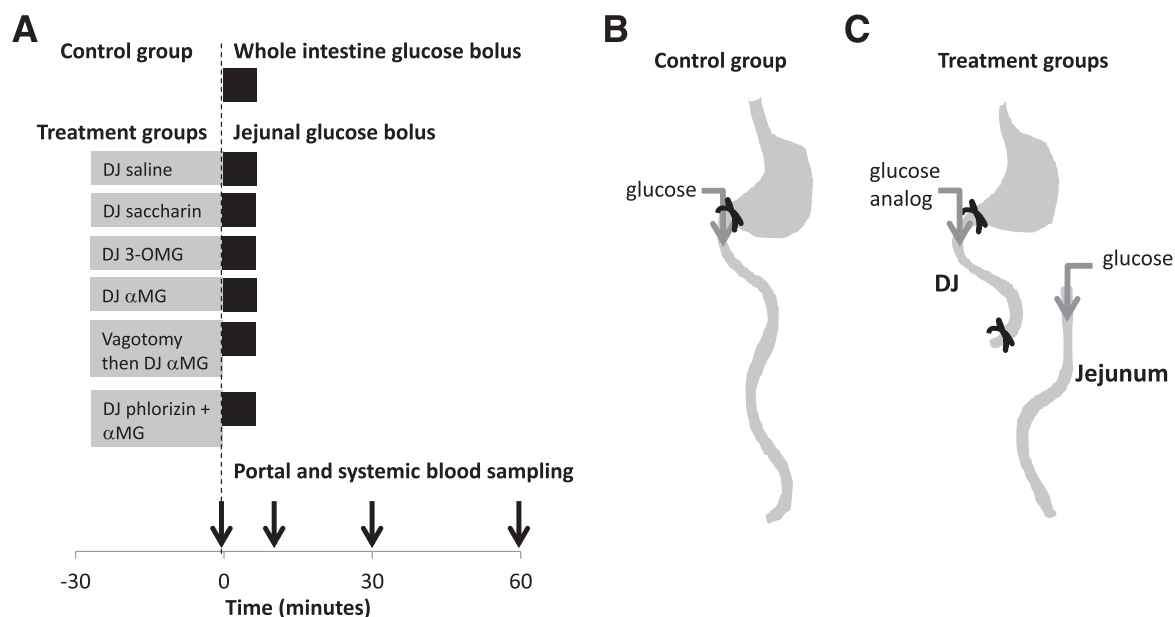 A
Control group
Whole intestine glucose bolus
Treatment groups
Jejunal glucose bolus
DJ saline
DJ saccharin
DJ 3-OMG
DJ αMG
Vagotomy
then DJ αMG
DJ phlorizin +
αMG
Portal and systemic blood sampling
-30
0
30
60
Time (minutes)
B
Control group
glucose
C
Treatment groups
glucose
analog
DJ
glucose
Jejunum